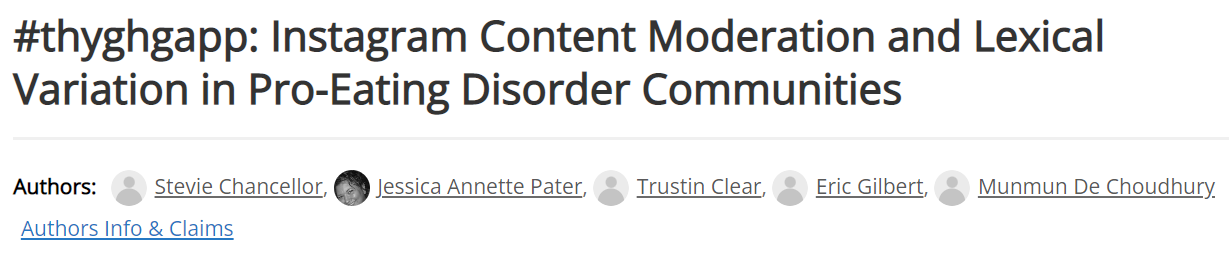 #thyghgapp: Instagram Content Moderation and Lexical
Variation in Pro-Eating Disorder Communities
Authors: Stevie Chancellor, Jessica Annette Pater, Trustin Clear, Eric Gilbert, Munmun De Choudhury
Authors Info & Claims